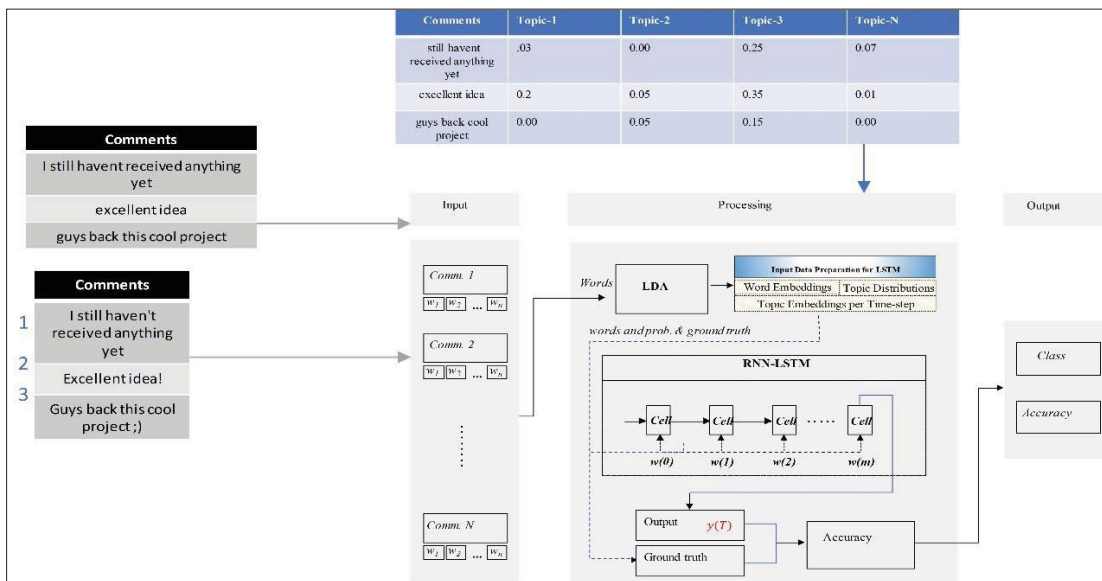 Comments Topic-1 Topic-2 Topic-3 Topic-N
still havent .03 0.00 0.25 0.07
received anything
yet
excellent idea 0.2 0.05 0.35 0.01
guys back cool 0.00 0.05 0.15 0.00
project
Comments
I still havent received anything
yet
excellent idea
guys back this cool project
Comments
1 I still haven't
received anything
yet
2 Excellent idea!
3 Guys back this cool
project ;)
Input
Comm. 1
w1 w2 ... wn
Comm. 2
w1 w2 ... wn
Comm. N
w1 w2 ... wn
Processing
Words
LDA
Input Data Preparation for LSTM
Word Embeddings Topic Distributions
Topic Embeddings per Time-step
words and prob. & ground truth
RNN-LSTM
Cell Cell Cell ..... Cell
w(0) w(1) w(2) w(m)
Output y(T)
Ground truth
Accuracy
Output
Class
Accuracy